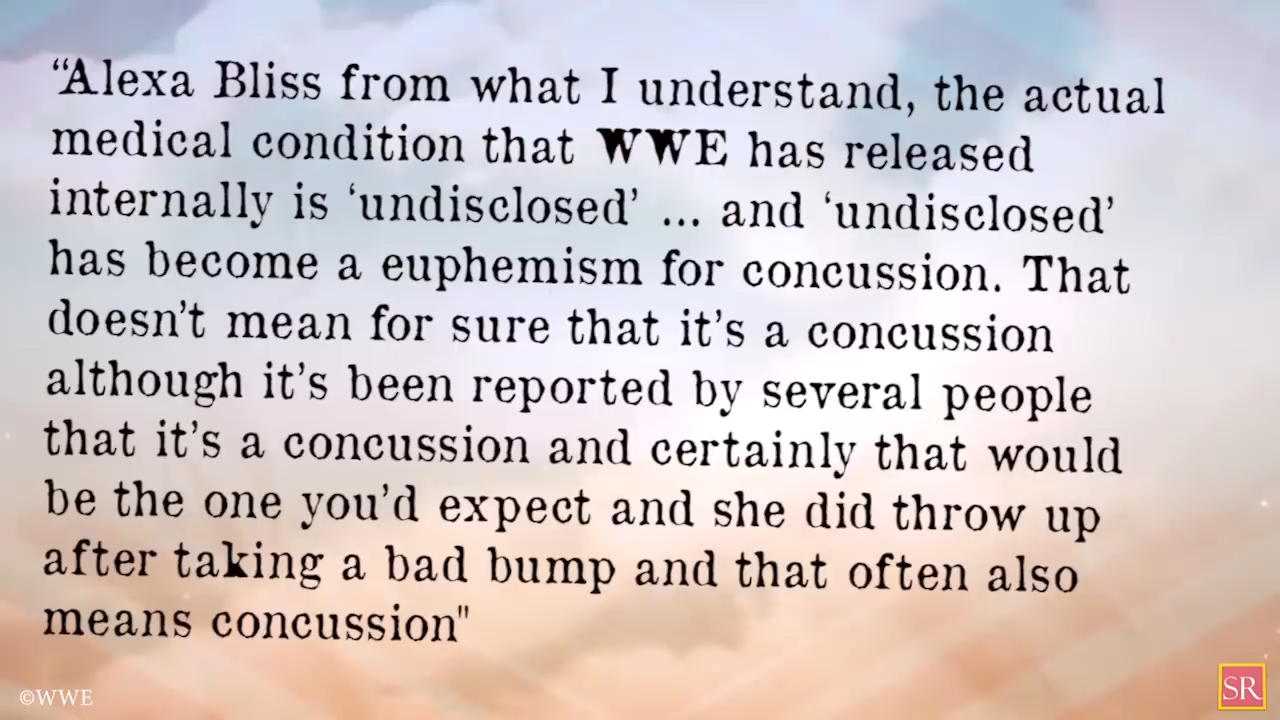 “Alexa Bliss from what I understand, the actual
medical condition that WWE has released
internally is ‘undisclosed’ ... and ‘undisclosed’
has become a euphemism for concussion. That
doesn’t mean for sure that it’s a concussion
although it’s been reported by several people
that it’s a concussion and certainly that would
be the one you’d expect and she did throw up
after taking a bad bump and that often also
means concussion"
©WWE
SR